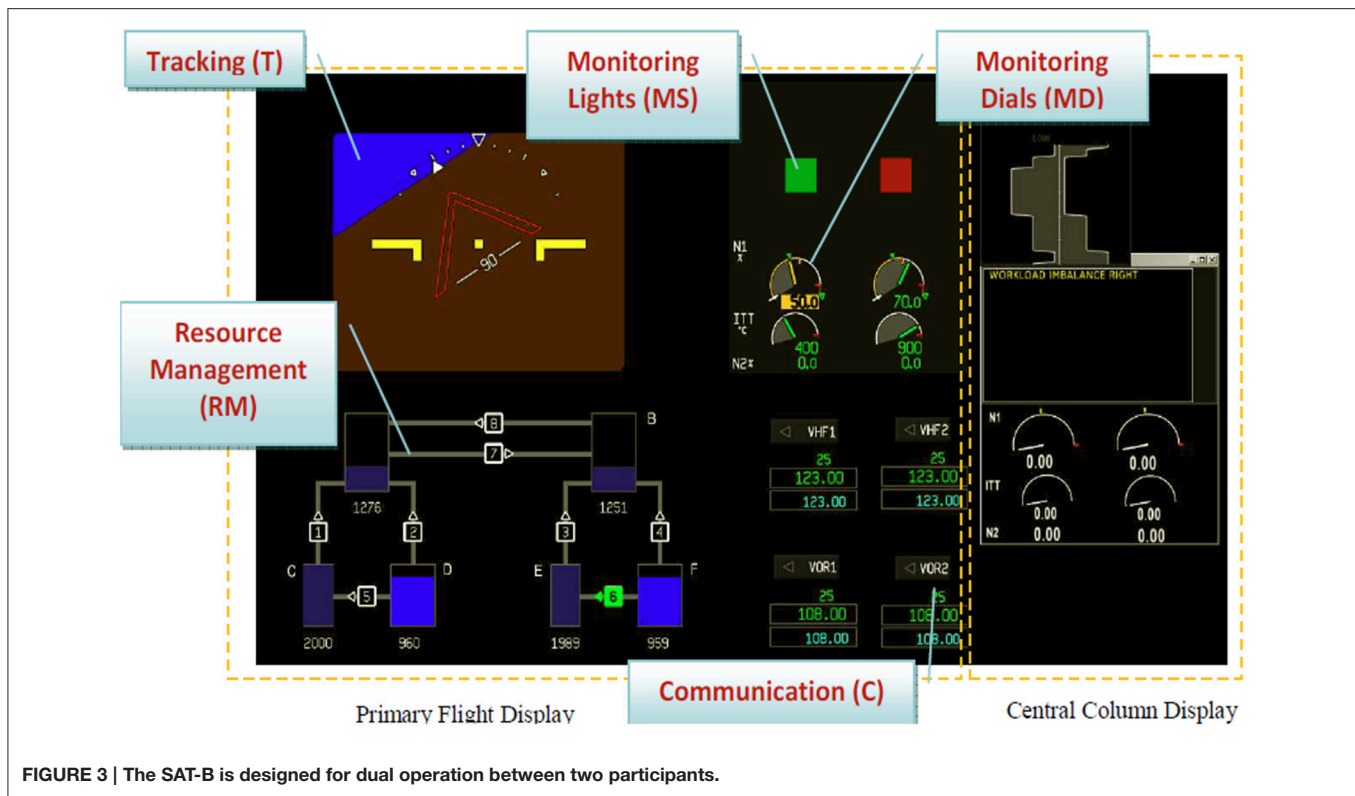 Tracking (T)
Monitoring
Lights (MS)
Monitoring
Dials (MD)
LOW
N1
%
50.0
70.0
ITT
°C
400
900
N2%
0.0
0.0
90
WORKLOAD IMBALANCE RIGHT
Resource
Management
(RM)
8
7
B
1276
1251
1
2
3
4
C
D
E
F
5
6
2000
960
1989
959
VHF1
VHF2
25
25
123.00
123.00
123.00
123.00
VOR1
VOR2
25
25
108.00
108.00
108.00
108.00
N1
0.00
0.00
ITT
0.00
0.00
N2
0.00
0.00
Communication (C)
Primary Flight Display
Central Column Display
FIGURE 3 | The SAT-B is designed for dual operation between two participants.